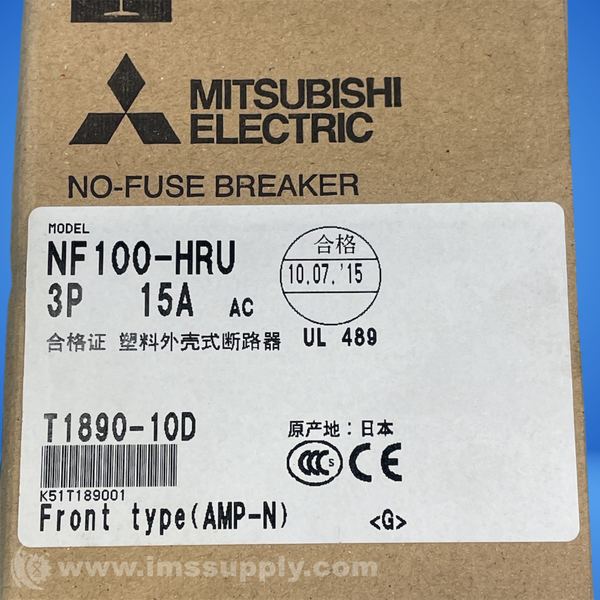 MITSUBISHI
ELECTRIC
NO-FUSE BREAKER
MODEL
NF100-HRU
3P 15A AC
合格
10.07.'15
合格证 塑料外壳式断路器 UL 489
T1890-10D
原产地：日本
K51T189001
CCC S CE
Front type(AMP-N) <G>
© www.imssupply.com/